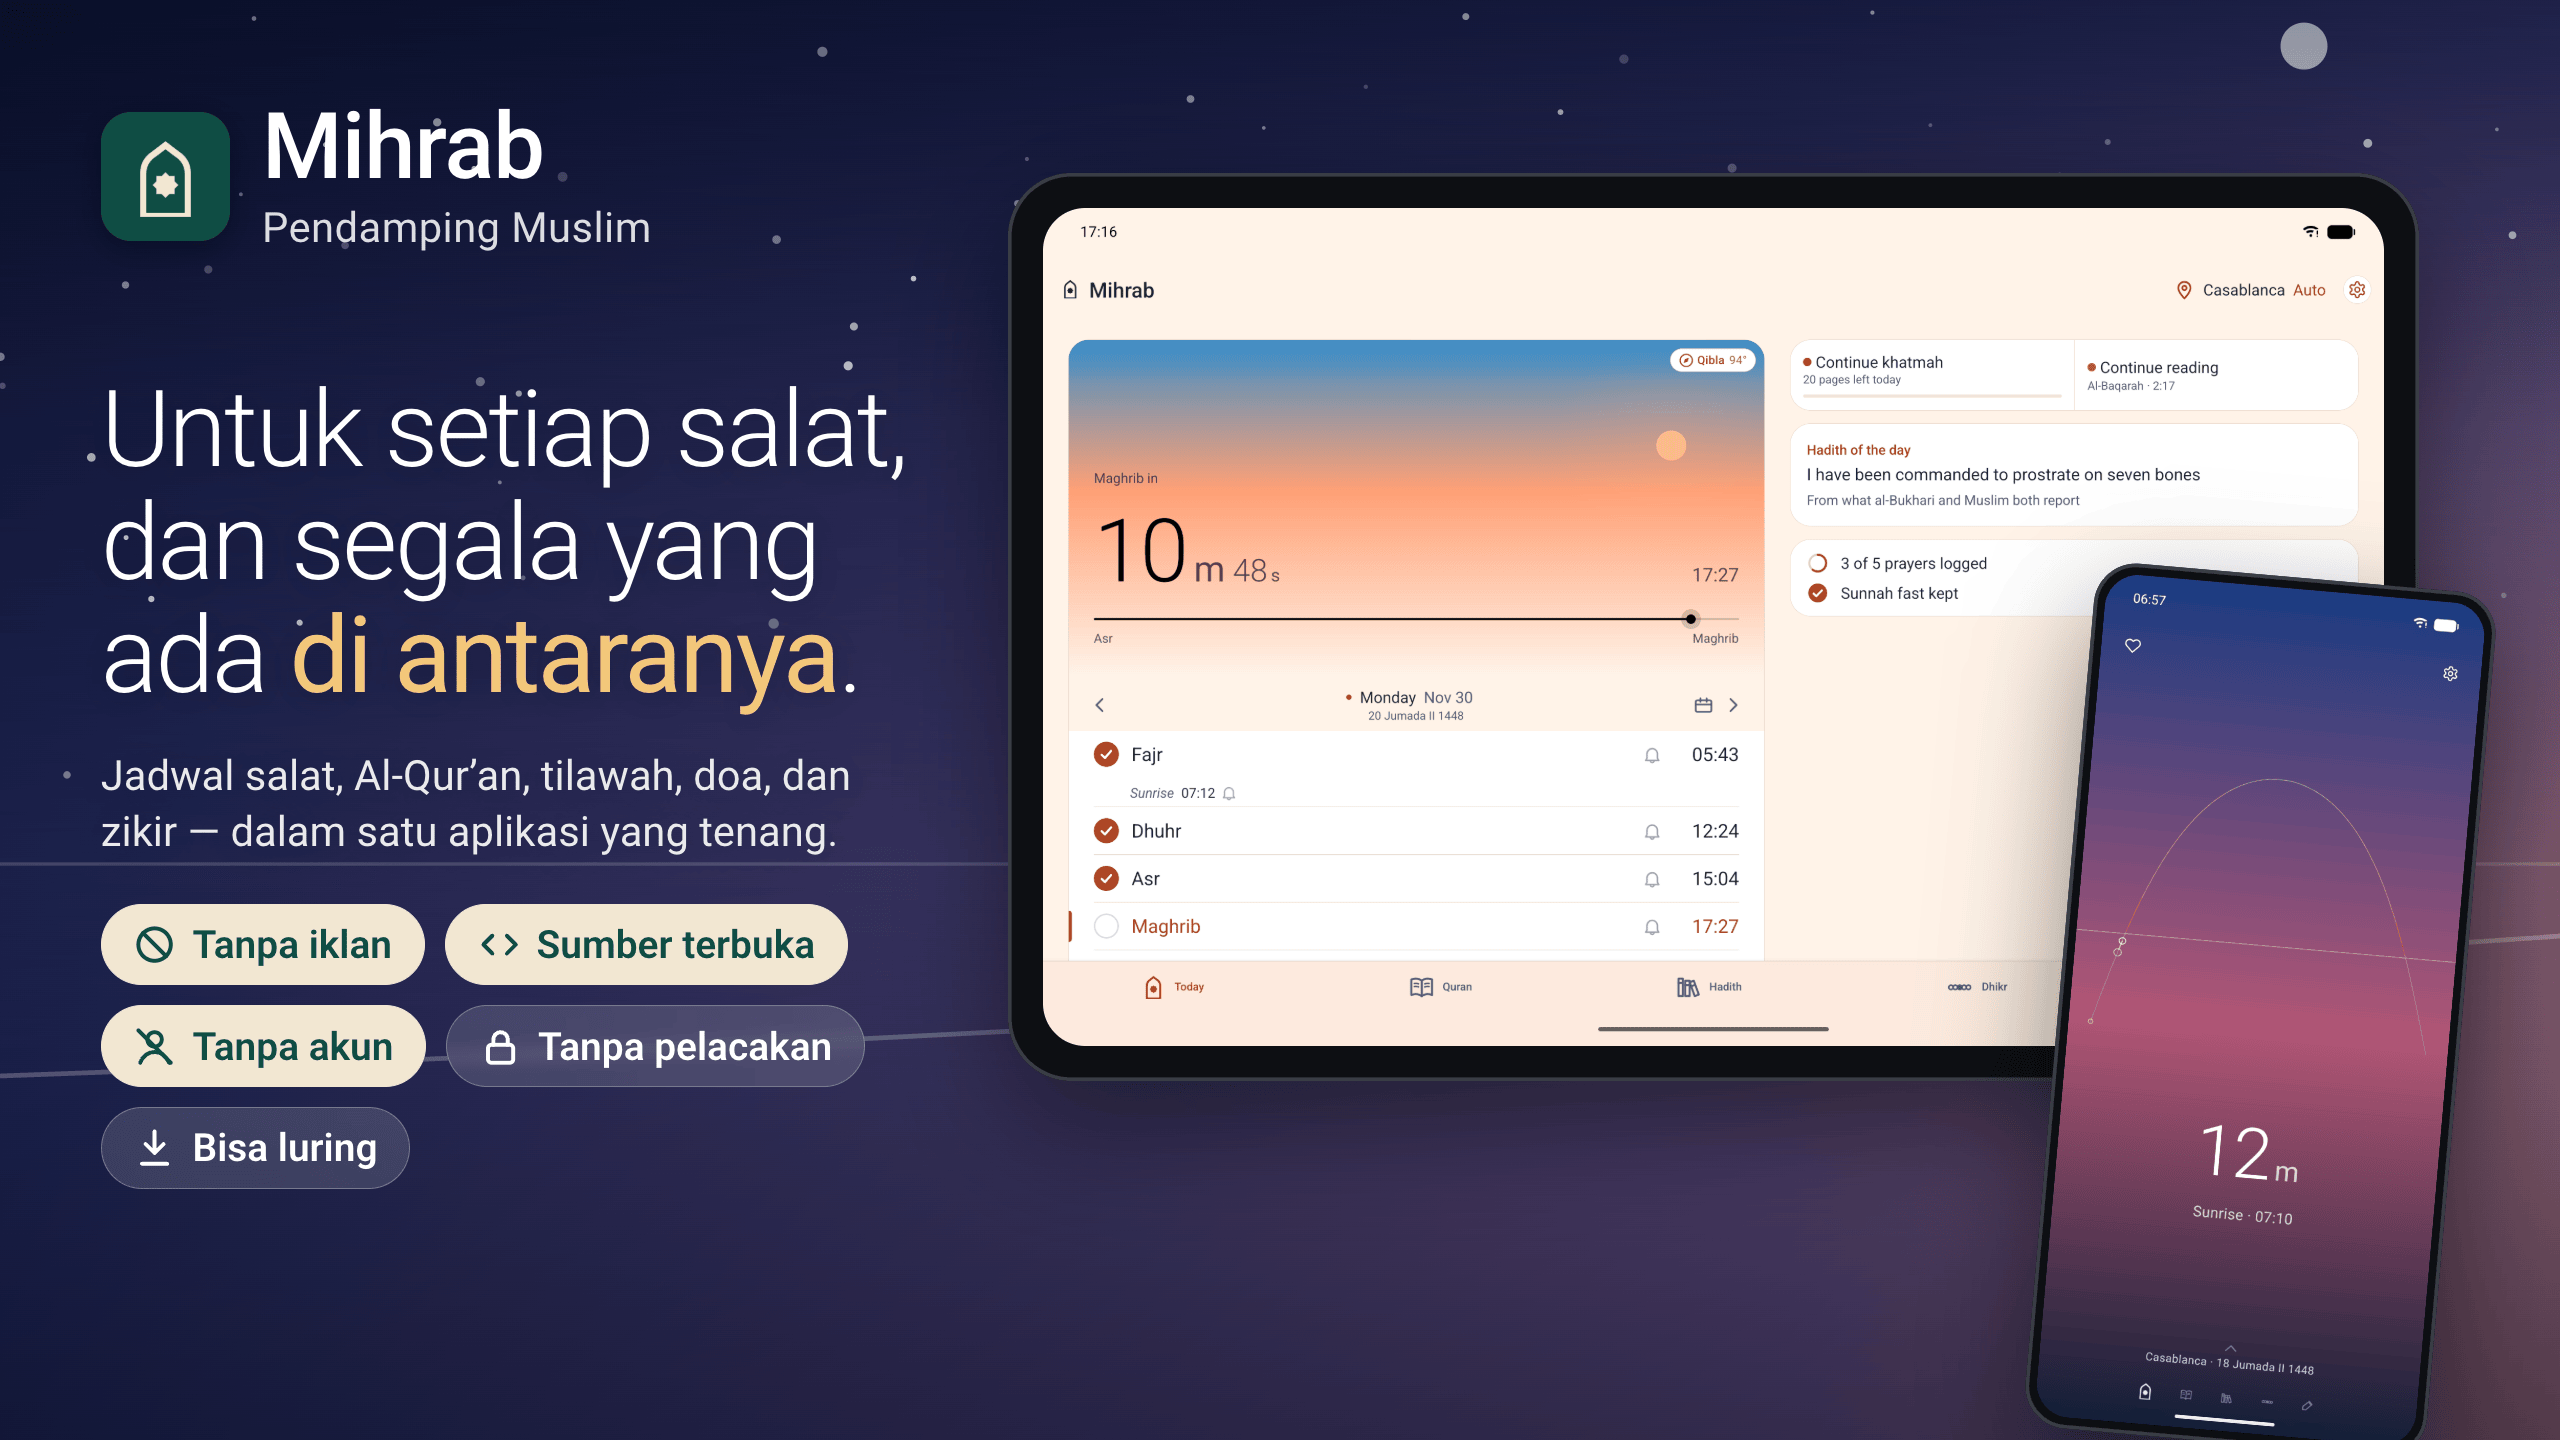 Mihrab
Pendamping Muslim
Untuk setiap salat,
dan segala yang
ada di antaranya.
Jadwal salat, Al-Qur’an, tilawah, doa, dan
zikir — dalam satu aplikasi yang tenang.
Tanpa iklan
Sumber terbuka
Tanpa akun
Tanpa pelacakan
Bisa luring
17:16
Mihrab
Casablanca Auto
Qibla 94°
Maghrib in
10 m 48 s
17:27
Asr
Maghrib
Monday Nov 30
20 Jumada II 1448
Fajr
05:43
Sunrise 07:12
Dhuhr
12:24
Asr
15:04
Maghrib
17:27
Continue khatmah
20 pages left today
Continue reading
Al-Baqarah · 2:17
Hadith of the day
I have been commanded to prostrate on seven bones
From what al-Bukhari and Muslim both report
3 of 5 prayers logged
Sunnah fast kept
Today
Quran
Hadith
Dhikr
06:57
12 m
Sunrise · 07:10
Casablanca · 18 Jumada II 1448